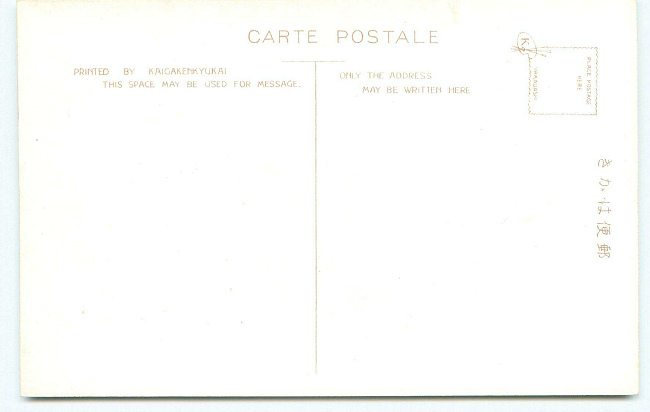 CARTE POSTALE
PRINTED BY KAIGAKENKYUKAI
THIS SPACE MAY BE USED FOR MESSAGE.
ONLY THE ADDRESS
MAY BE WRITTEN HERE
PLACE POSTAGE
HERE
きがは便郵